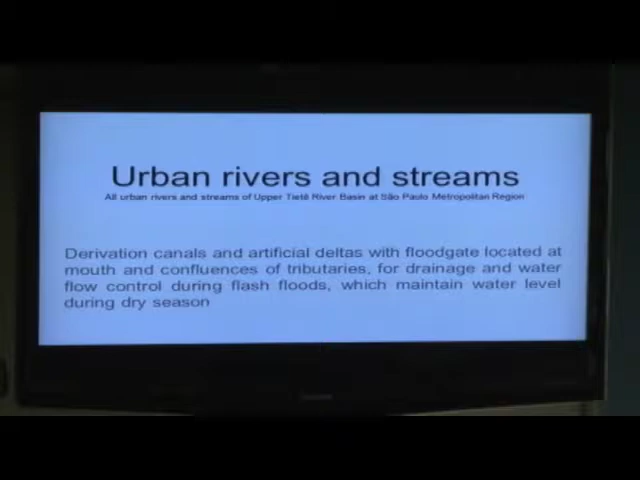 Urban rivers and streams
All urban rivers and streams of Upper Tietê River Basin at São Paulo Metropolitan Region
Derivation canals and artificial deltas with floodgate located at
mouth and confluences of tributaries, for drainage and water
flow control during flash floods, which maintain water level
during dry season